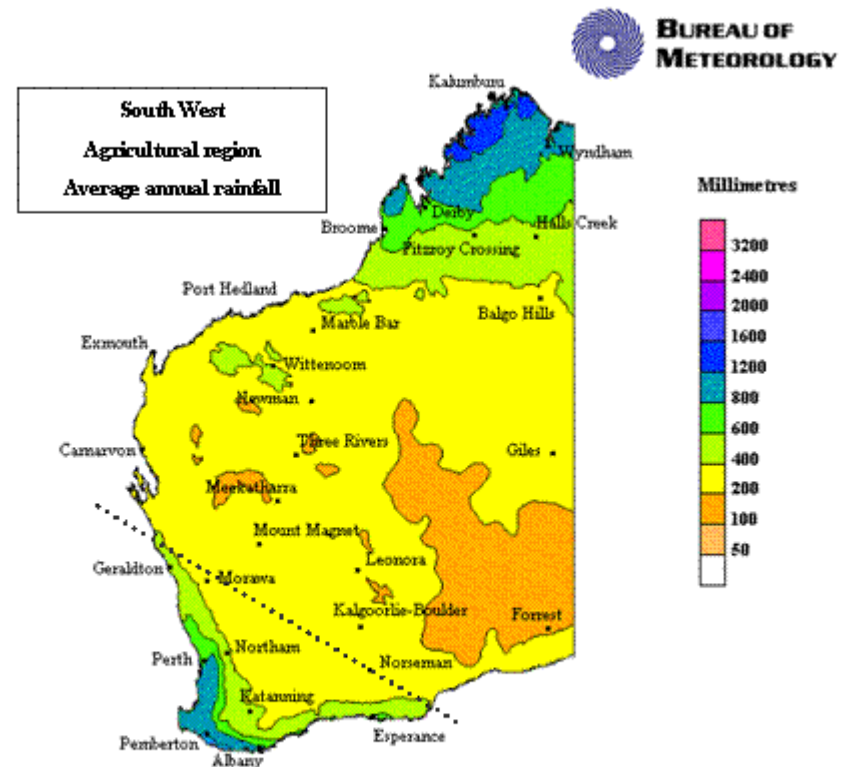 BUREAU OF
METEOROLOGY
South West
Agricultural region
Average annual rainfall
Kalumburu
Wyndham
Derby
Broome
Halls Creek
Fitzroy Crossing
Port Hedland
Balgo Hills
Marble Bar
Exmouth
Wittenoom
Newman
Three Rivers
Carnarvon
Giles
Meekatharra
Mount Magnet
Leonora
Geraldton
Morawa
Kalgoorlie-Boulder
Forrest
Northam
Perth
Norseman
Katanning
Pemberton
Esperance
Albany
Millimetres
3200
2400
2000
1600
1200
800
600
400
200
100
50